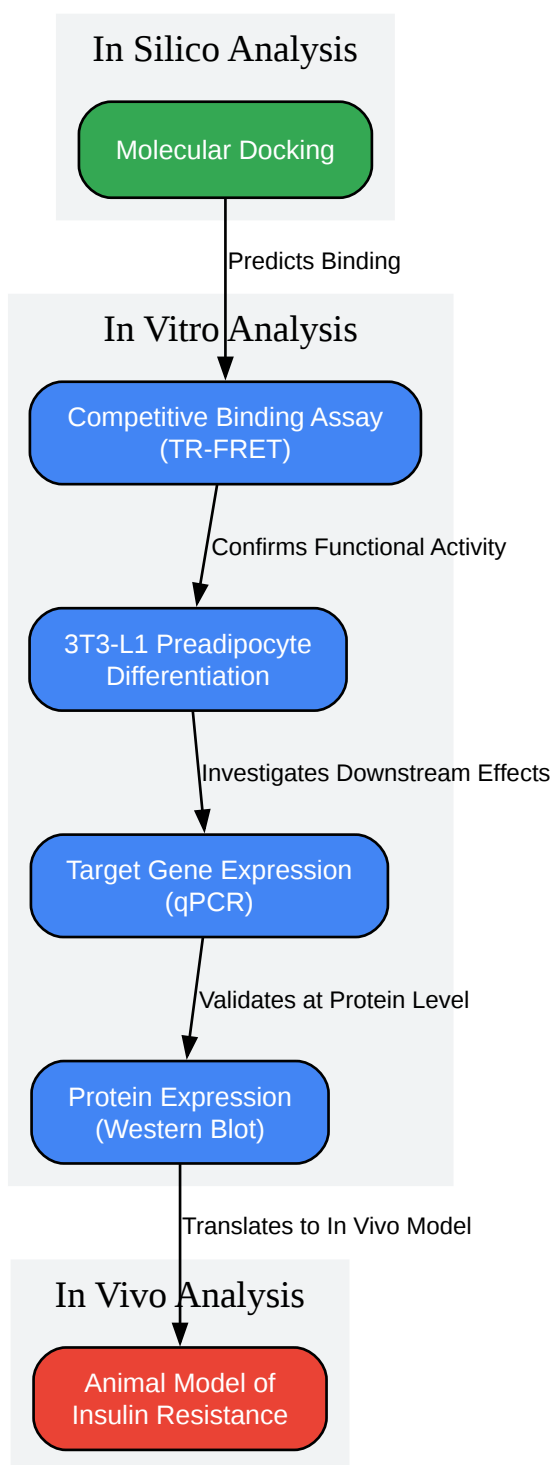 In Silico Analysis
Molecular Docking
Predicts Binding
In Vitro Analysis
Competitive Binding Assay
(TR-FRET)
Confirms Functional Activity
3T3-L1 Preadipocyte
Differentiation
Investigates Downstream Effects
Target Gene Expression
(qPCR)
Validates at Protein Level
Protein Expression
(Western Blot)
Translates to In Vivo Model
In Vivo Analysis
Animal Model of
Insulin Resistance